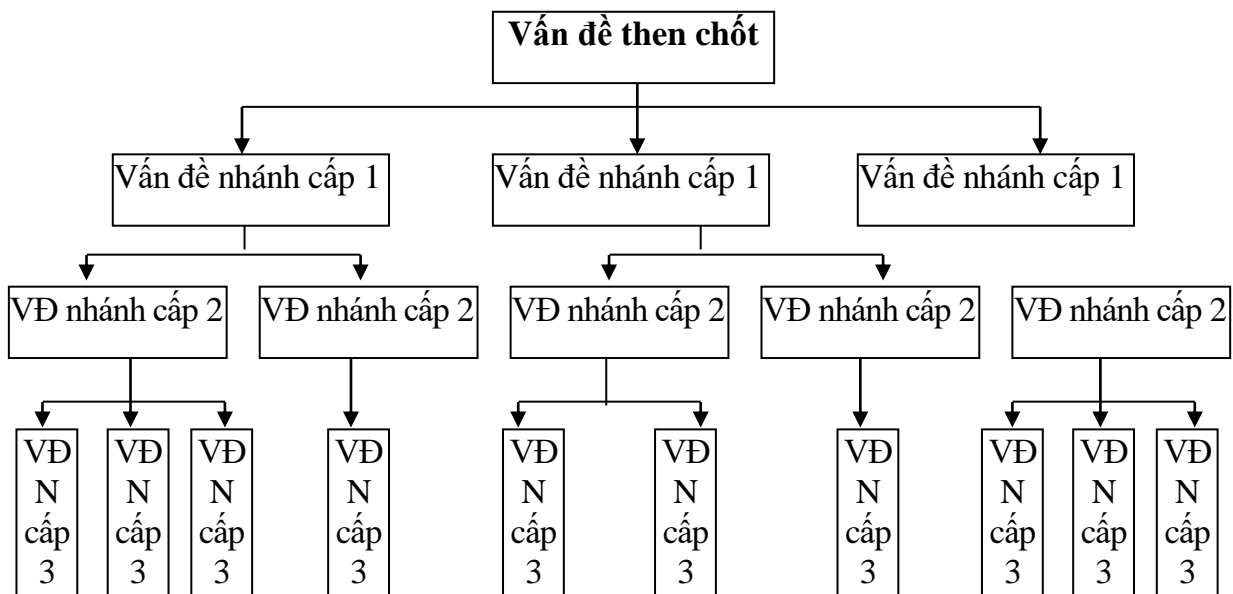 Vấn đề then chốt
Vấn đề nhánh cấp 1
Vấn đề nhánh cấp 1
Vấn đề nhánh cấp 1
VĐ nhánh cấp 2
VĐ nhánh cấp 2
VĐ nhánh cấp 2
VĐ nhánh cấp 2
VĐ nhánh cấp 2
VĐ
N
cấp
3
VĐ
N
cấp
3
VĐ
N
cấp
3
VĐ
N
cấp
3
VĐ
N
cấp
3
VĐ
N
cấp
3
VĐ
N
cấp
3
VĐ
N
cấp
3
VĐ
N
cấp
3
VĐ
N
cấp
3